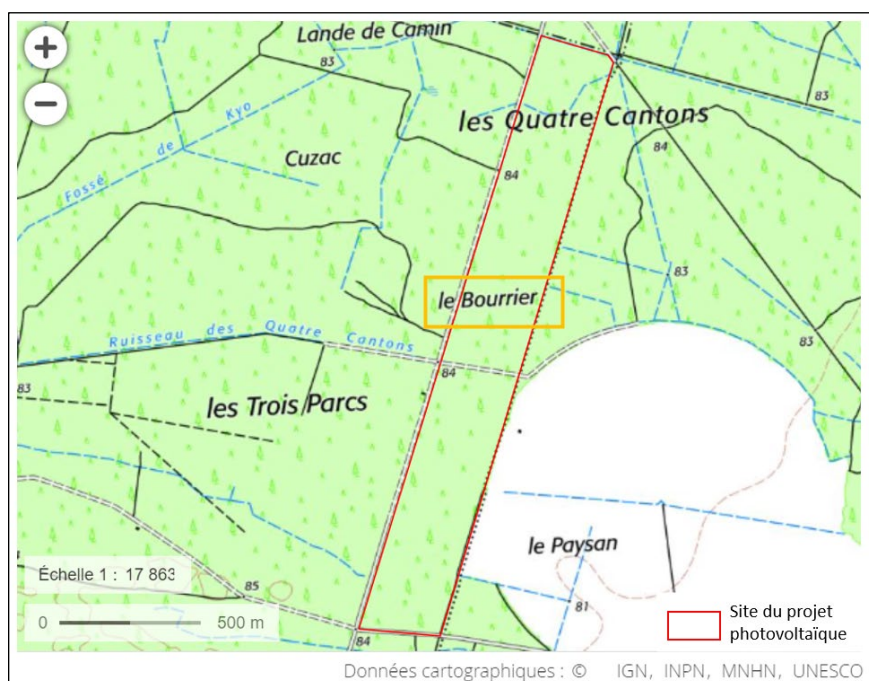 +
Lande de Camin
83
83
les Quatre Cantons
Fossé de Kyo
Cuzac
84
84
83
le Bourrier
Ruisseau des Quatre Cantons
84
83
83
les Trois Parcs
le Paysan
Échelle 1 : 17 863
85
81
0 500 m
84
Site du projet
photovoltaïque
Données cartographiques : © IGN, INPN, MNHN, UNESCO